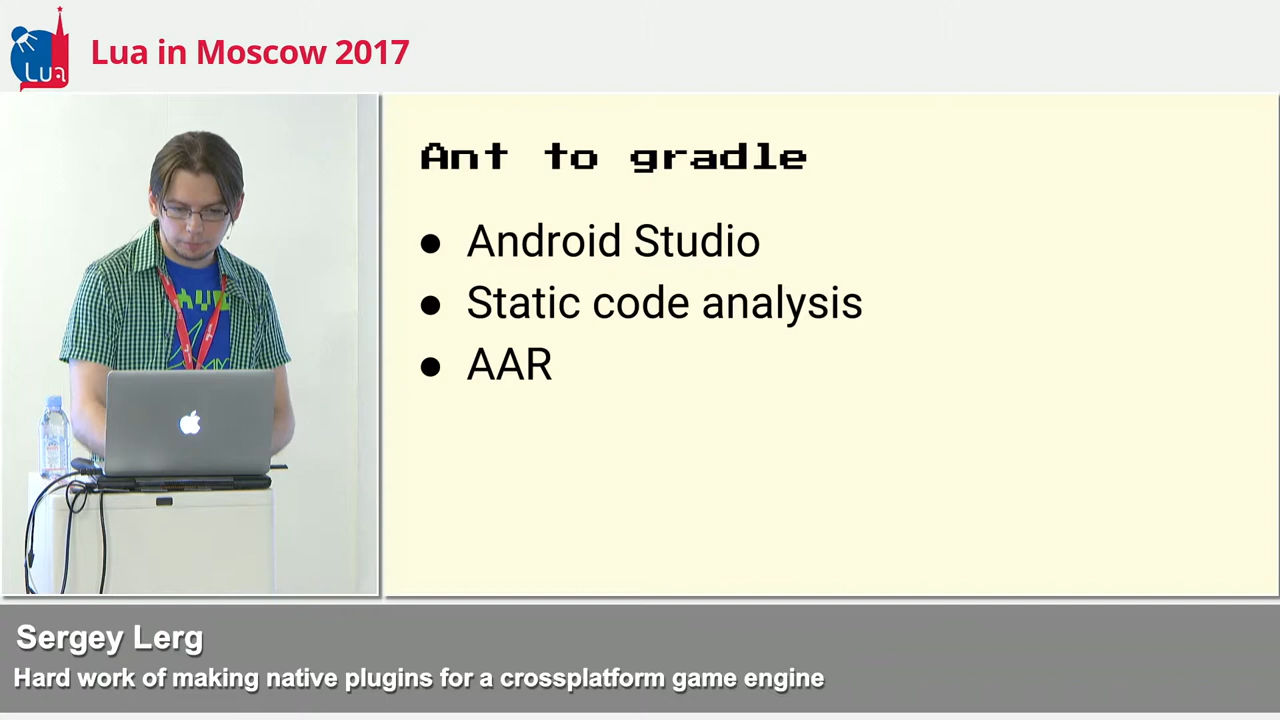 Lua
Lua in Moscow 2017
Ant to gradle
● Android Studio
● Static code analysis
● AAR
Sergey Lerg
Hard work of making native plugins for a crossplatform game engine